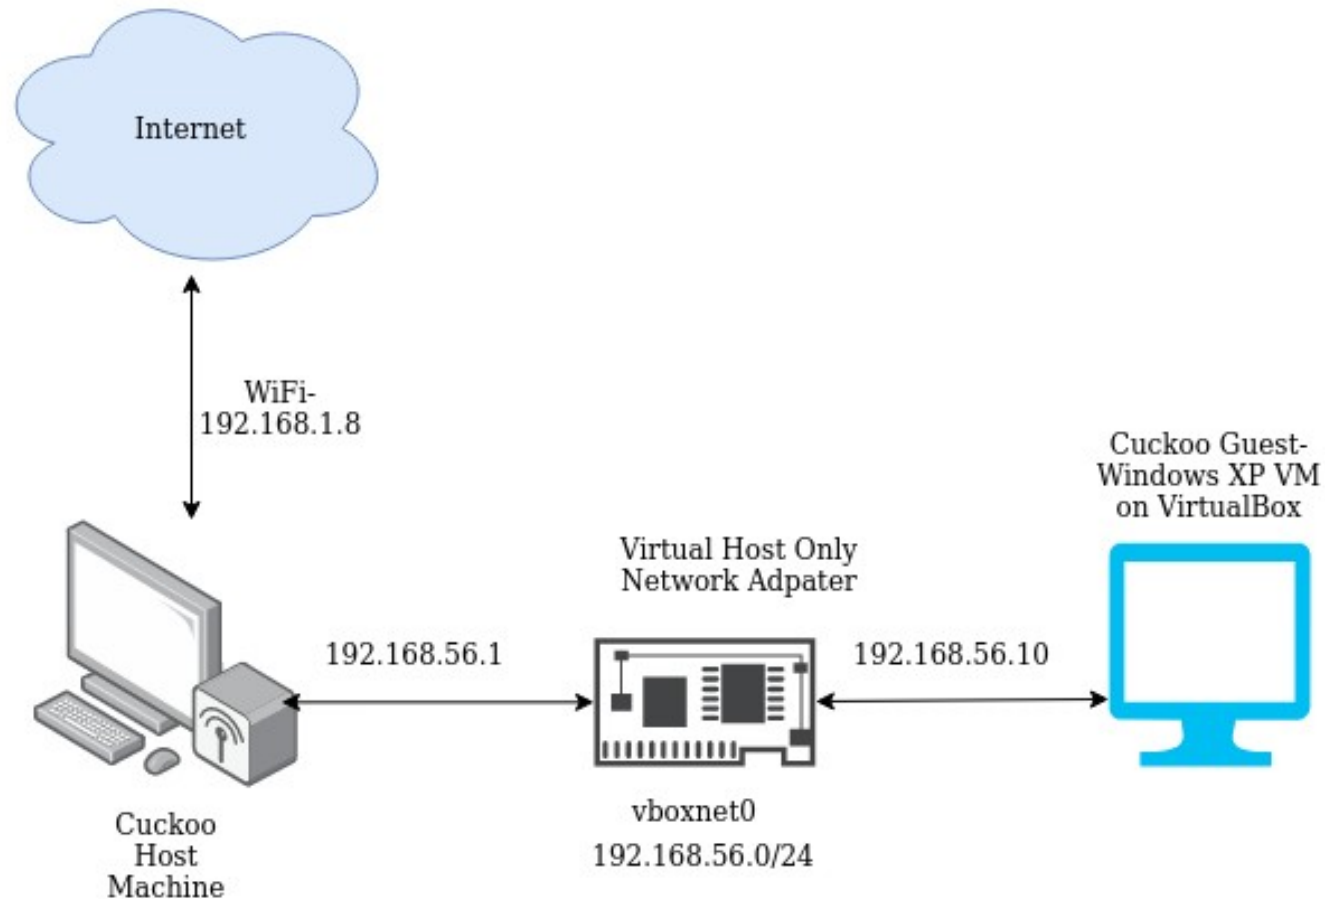 Internet
WiFi-
192.168.1.8
Cuckoo Guest-
Windows XP VM
on VirtualBox
Virtual Host Only
Network Adpater
192.168.56.1
192.168.56.10
vboxnet0
192.168.56.0/24
Cuckoo
Host
Machine